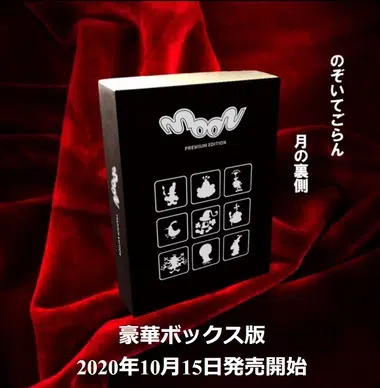 のぞいてごらん
月の裏側
moon
PREMIUM EDITION
豪華ボックス版
2020年10月15日発売開始